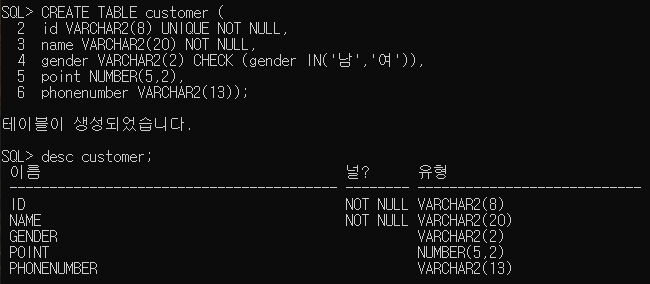 SQL> CREATE TABLE customer (
  2  id VARCHAR2(8) UNIQUE NOT NULL,
  3  name VARCHAR2(20) NOT NULL,
  4  gender VARCHAR2(2) CHECK (gender IN('남','여')),
  5  point NUMBER(5,2),
  6  phonenumber VARCHAR2(13));
테이블이 생성되었습니다.
SQL> desc customer;
이름 널? 유형
----------------------------------------- -------- ----------------------------
ID NOT NULL VARCHAR2(8)
NAME NOT NULL VARCHAR2(20)
GENDER VARCHAR2(2)
POINT NUMBER(5,2)
PHONENUMBER VARCHAR2(13)